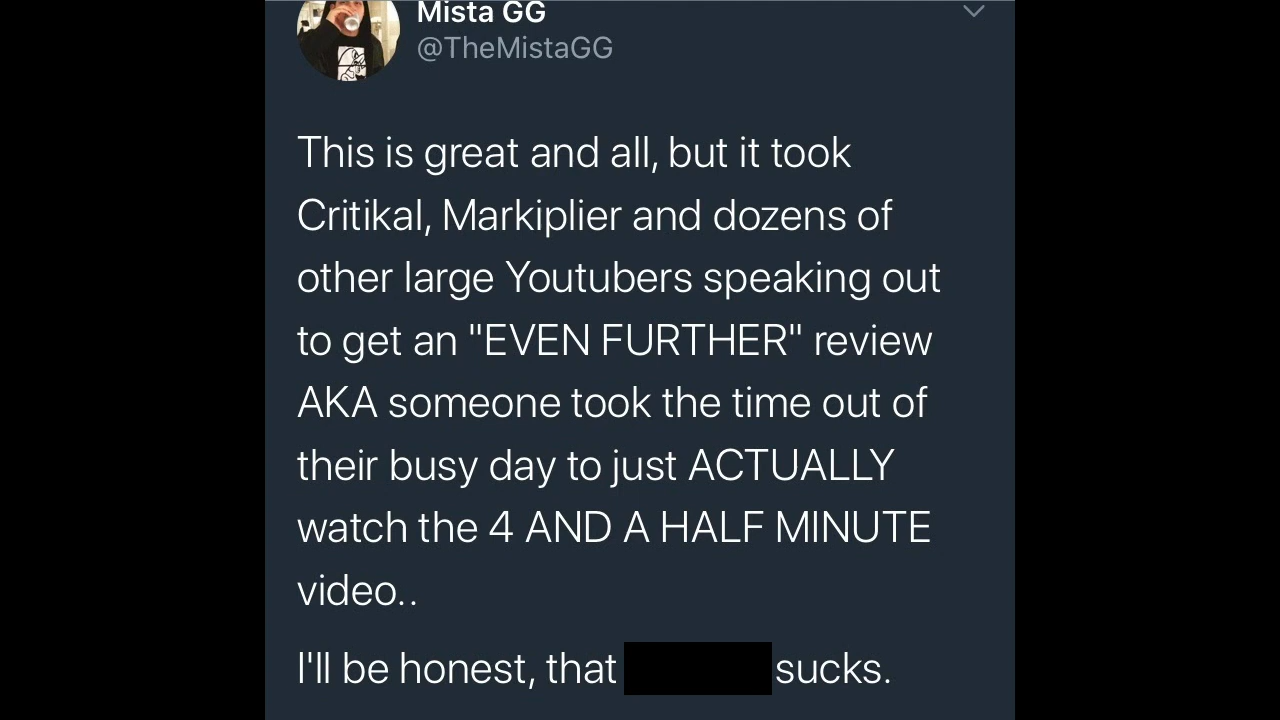 Mista GG
@TheMistaGG
This is great and all, but it took
Critikal, Markiplier and dozens of
other large Youtubers speaking out
to get an "EVEN FURTHER" review
AKA someone took the time out of
their busy day to just ACTUALLY
watch the 4 AND A HALF MINUTE
video..
I'll be honest, that sucks.